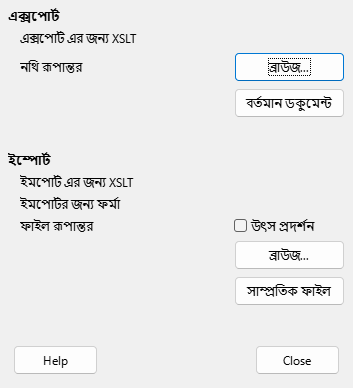 এক্সপোর্ট
এক্সপোর্ট এর জন্য XSLT
নথি রূপান্তর
ব্রাউজ...
বর্তমান ডকুমেন্ট
ইম্পোর্ট
ইমপোর্ট এর জন্য XSLT
ইমপোর্টর জন্য ফর্মা
ফাইল রূপান্তর
উৎস প্রদর্শন
ব্রাউজ...
সাম্প্রতিক ফাইল
Help
Close